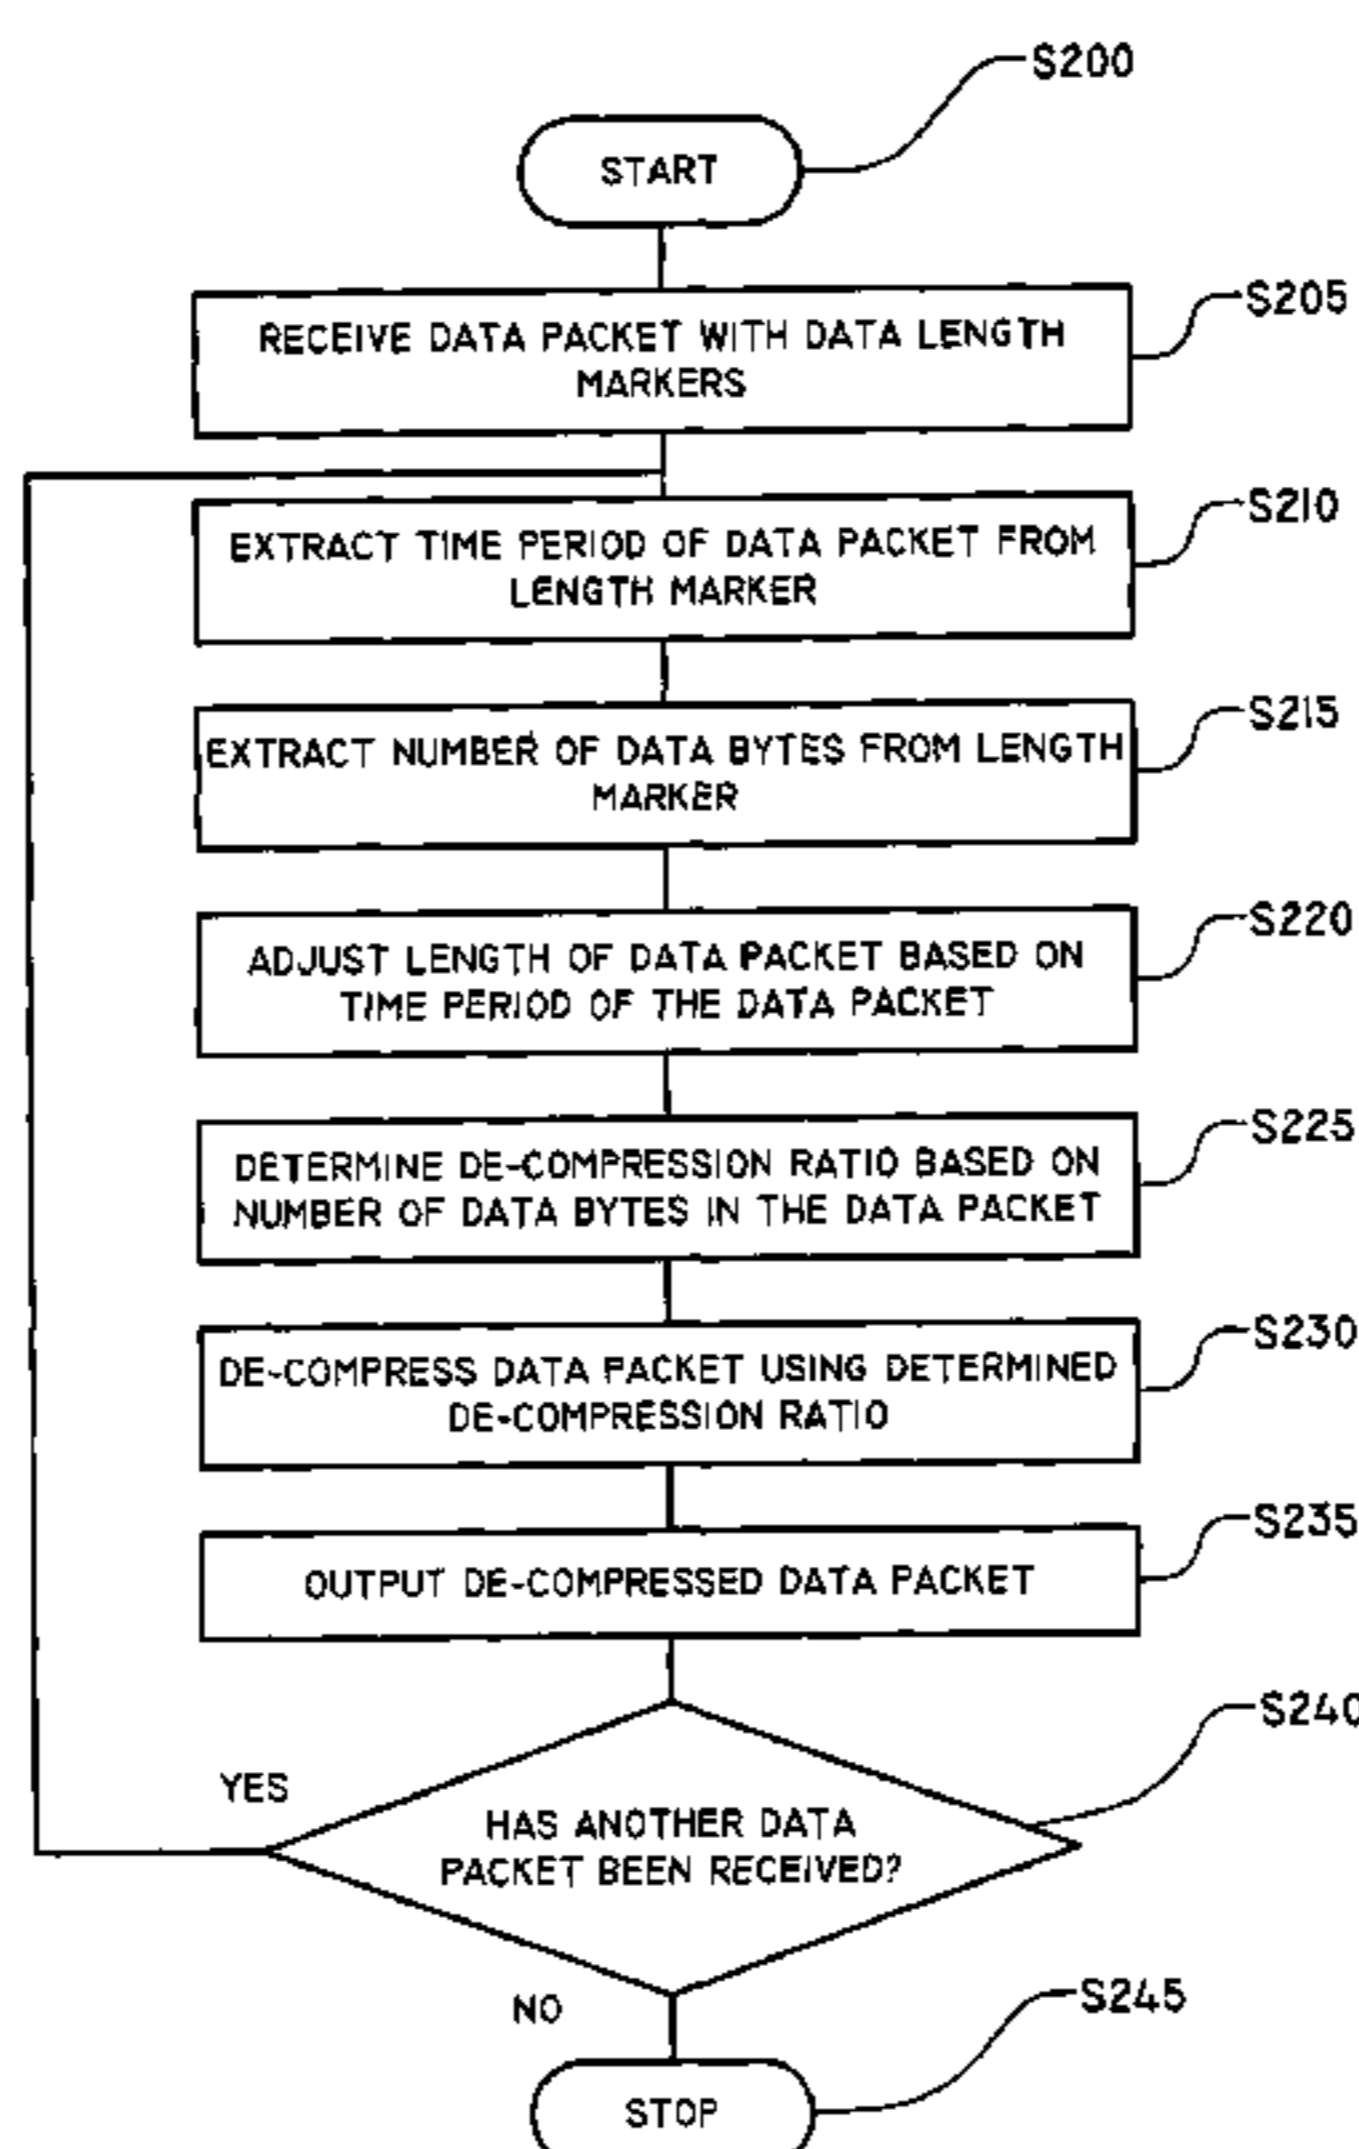 S200
START
S205
RECEIVE DATA PACKET WITH DATA LENGTH
MARKERS
S210
EXTRACT TIME PERIOD OF DATA PACKET FROM
LENGTH MARKER
S215
EXTRACT NUMBER OF DATA BYTES FROM LENGTH
MARKER
S220
ADJUST LENGTH OF DATA PACKET BASED ON
TIME PERIOD OF THE DATA PACKET
S225
DETERMINE DE-COMPRESSION RATIO BASED ON
NUMBER OF DATA BYTES IN THE DATA PACKET
S230
DE-COMPRESS DATA PACKET USING DETERMINED
DE-COMPRESSION RATIO
S235
OUTPUT DE-COMPRESSED DATA PACKET
S240
YES
HAS ANOTHER DATA
PACKET BEEN RECEIVED?
NO
S245
STOP